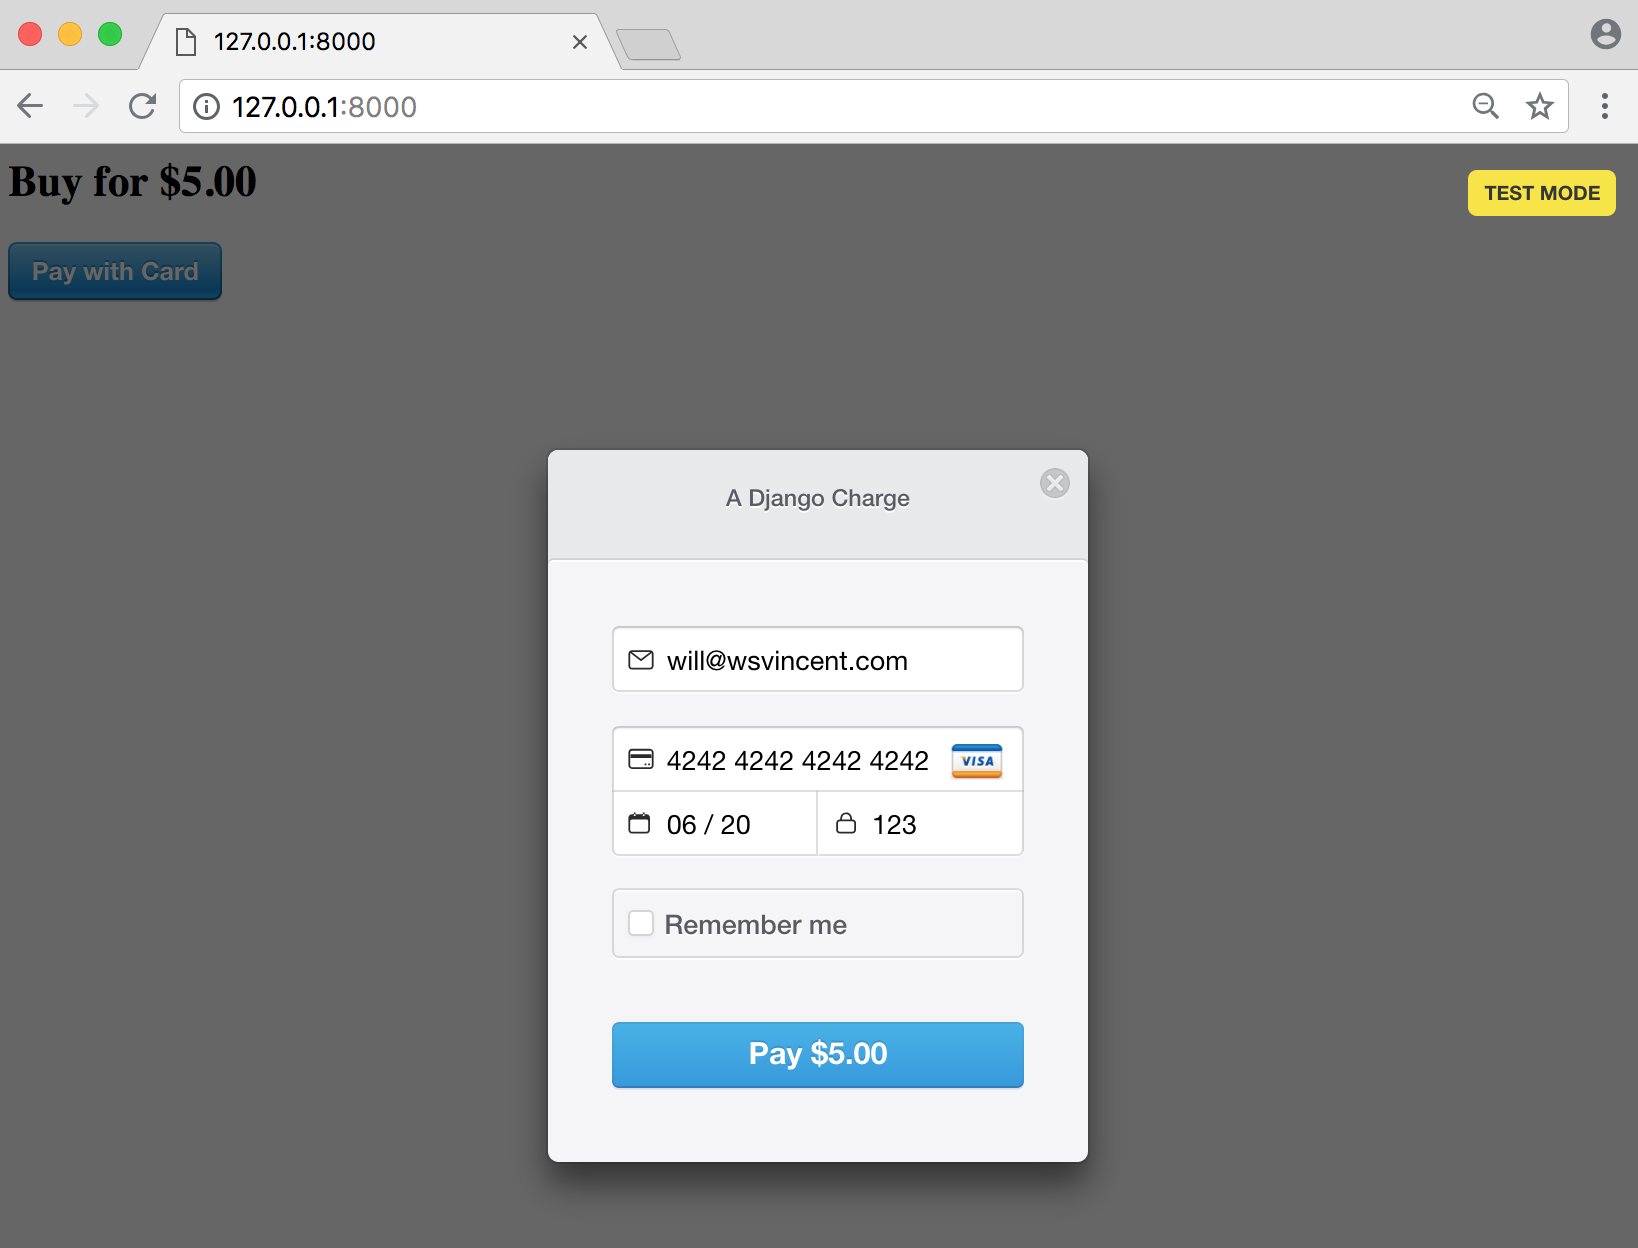 127.0.0.1:8000
127.0.0.1:8000
Buy for $5.00
TEST MODE
Pay with Card
A Django Charge
will@wsvincent.com
4242 4242 4242 4242 VISA
06 / 20 123
Remember me
Pay $5.00